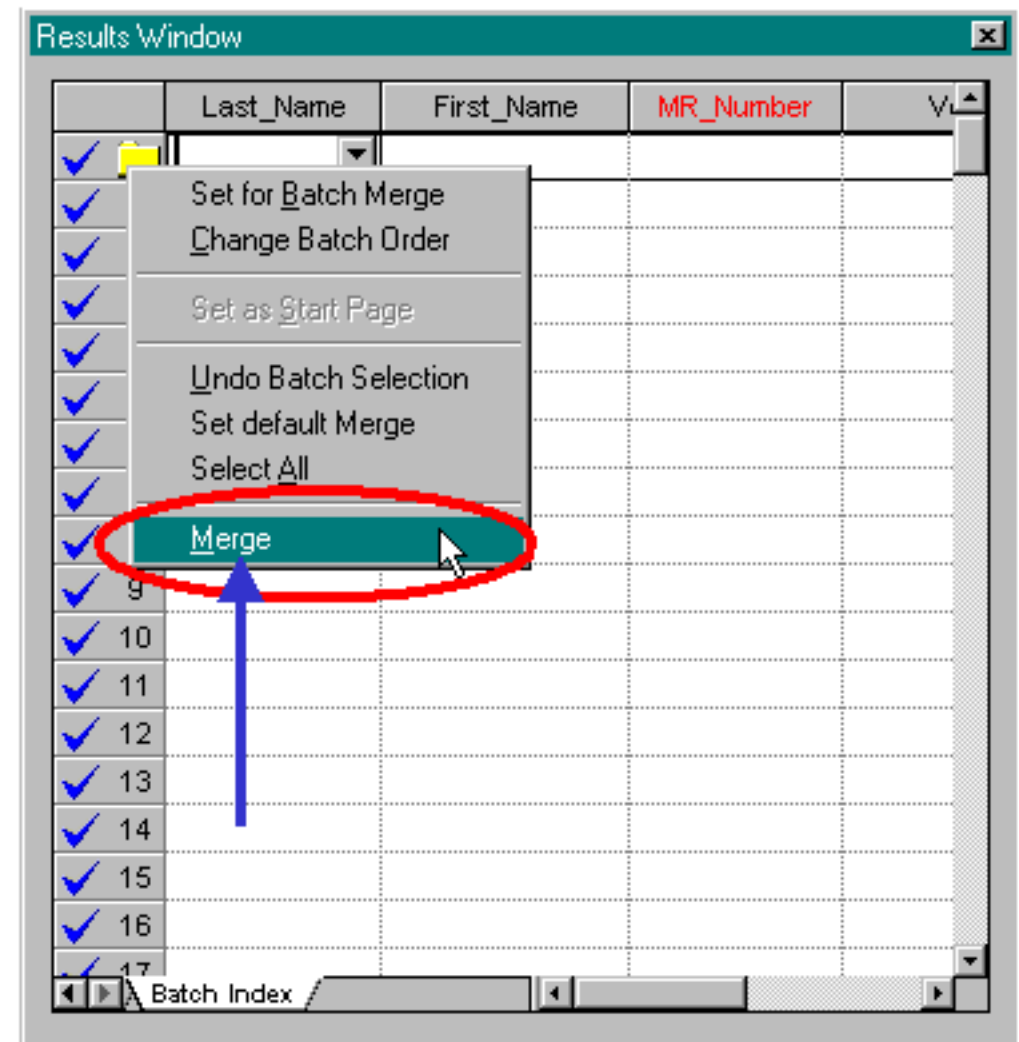 Results Window
Last_Name First_Name MR_Number
Set for Batch Merge
Change Batch Order
Set as Start Page
Undo Batch Selection
Set default Merge
Select All
Merge
9
10
11
12
13
14
15
16
17
Batch Index